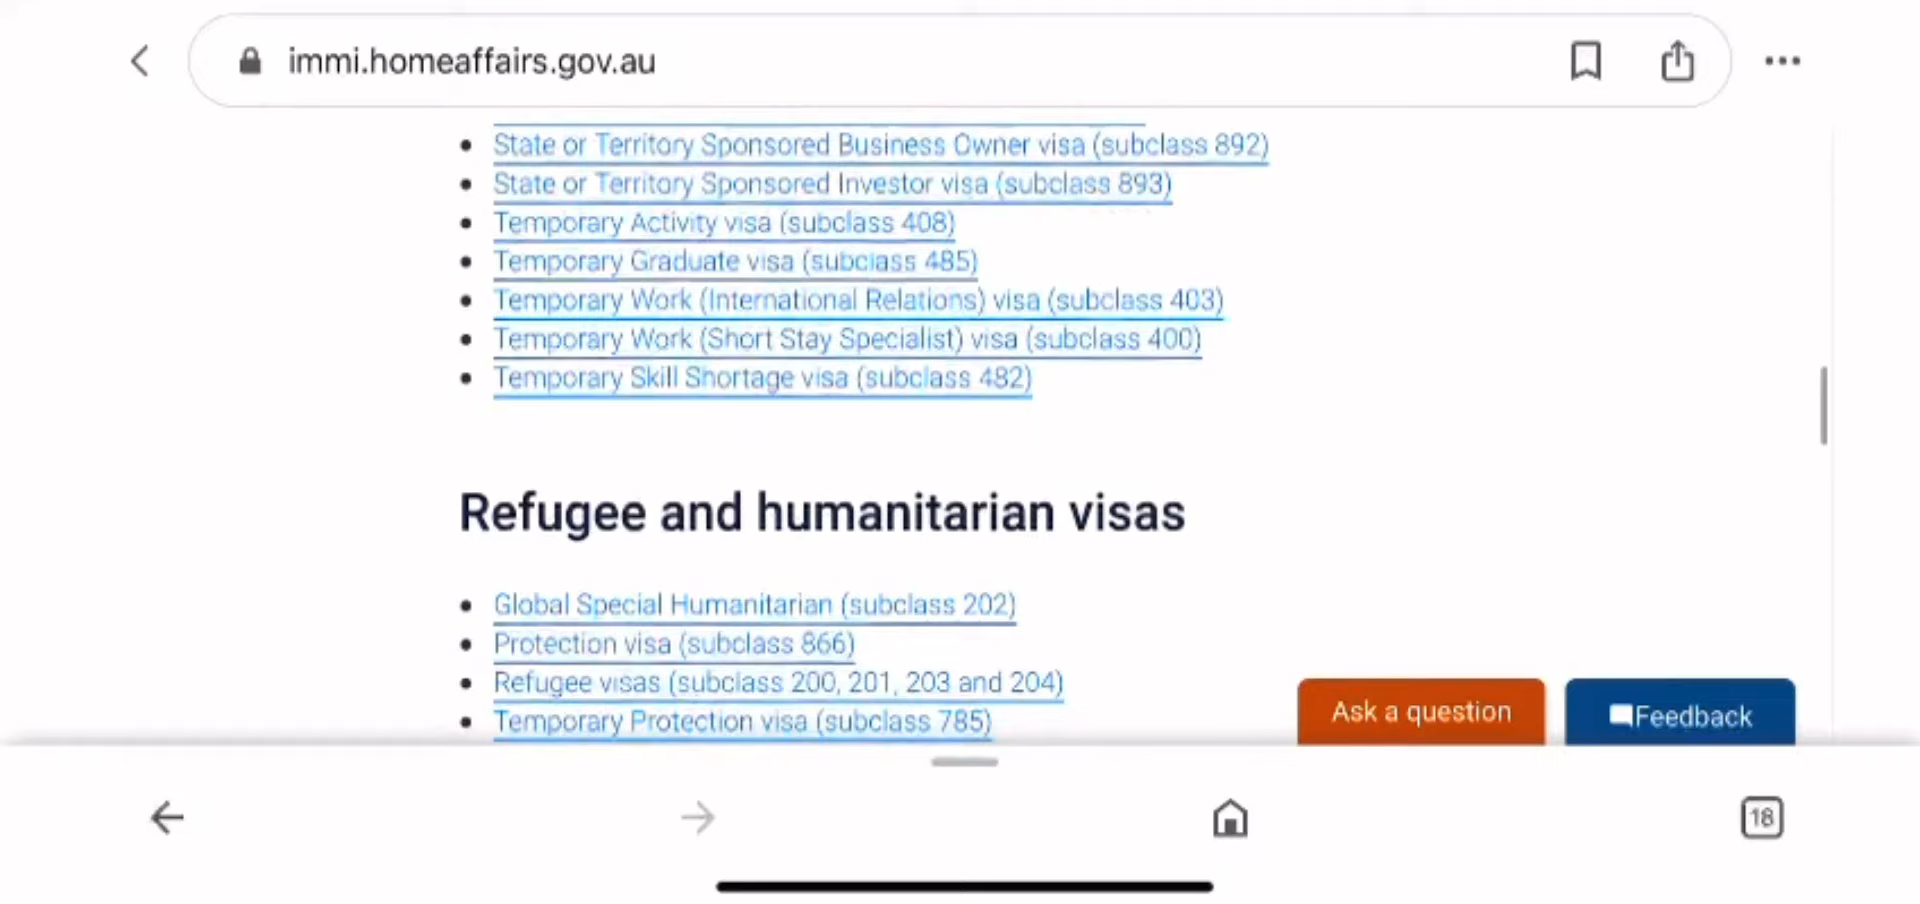 immi.homeaffairs.gov.au
State or Territory Sponsored Business Owner visa (subclass 892)
State or Territory Sponsored Investor visa (subclass 893)
Temporary Activity visa (subclass 408)
Temporary Graduate visa (subclass 485)
Temporary Work (International Relations) visa (subclass 403)
Temporary Work (Short Stay Specialist) visa (subclass 400)
Temporary Skill Shortage visa (subclass 482)
Refugee and humanitarian visas
Global Special Humanitarian (subclass 202)
Protection visa (subclass 866)
Refugee visas (subclass 200, 201, 203 and 204)
Temporary Protection visa (subclass 785)
Ask a question
Feedback
18